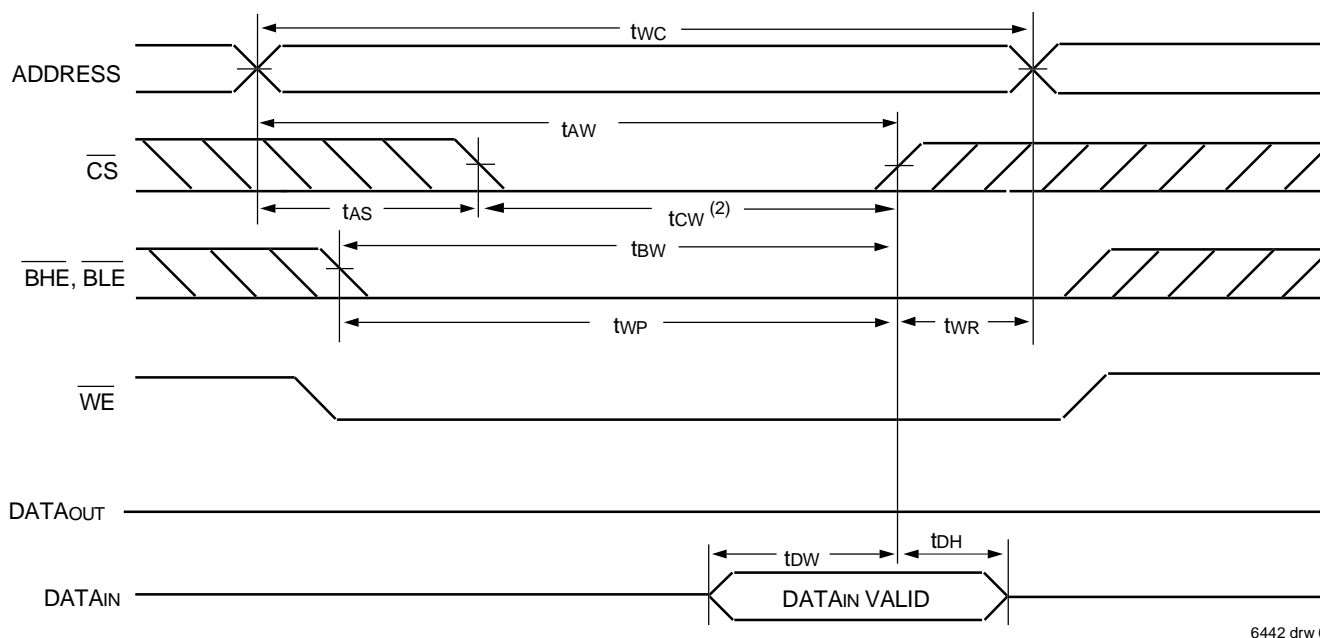 tWC
ADDRESS
tAW
CS
tAS
tCW (2)
tBW
BHE, BLE
tWP
tWR
WE
DATAOUT
tDW
tDH
DATAIN
DATAIN VALID
6442 drw